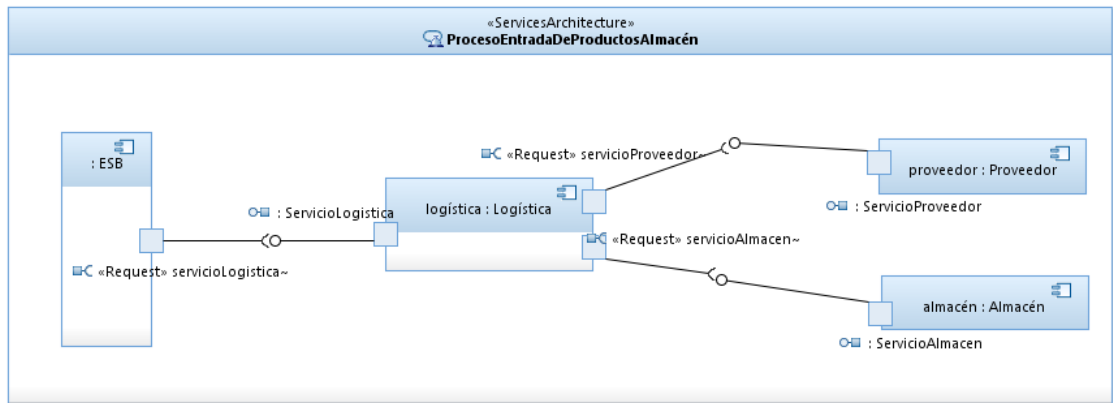 «ServicesArchitecture»
ProcesoEntradaDeProductosAlmacén
: ESB
«Request» servicioLogistica~
: ServicioLogistica
logística : Logística
«Request» servicioProveedor~
«Request» servicioAlmacen~
proveedor : Proveedor
: ServicioProveedor
almacén : Almacén
: ServicioAlmacen